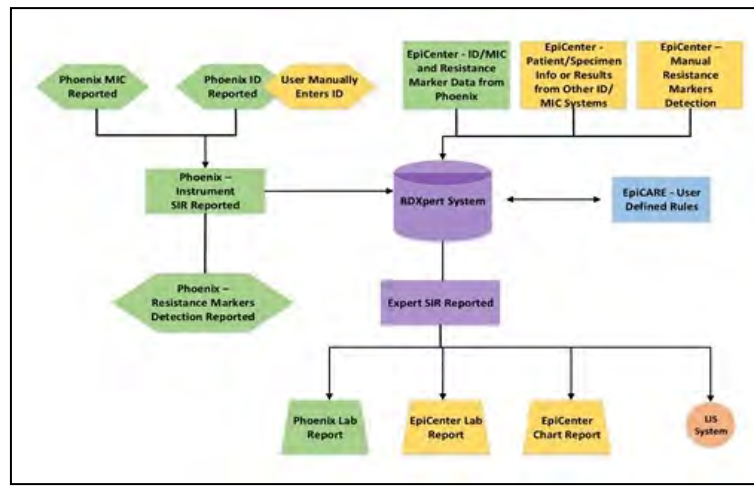 Phoenix MIC
Reported
Phoenix ID
Reported
User Manually
Enters ID
EpiCenter - ID/MIC
and Resistance
Marker Data from
Phoenix
EpiCenter -
Patient/Specimen
Info or Results
from Other ID/
MIC Systems
EpiCenter –
Manual
Resistance
Markers
Detection
Phoenix –
Instrument
SIR Reported
BDXpert System
EpiCARE - User
Defined Rules
Phoenix –
Resistance Markers
Detection Reported
Expert SIR Reported
Phoenix Lab
Report
EpiCenter Lab
Report
EpiCenter
Chart Report
LIS
System